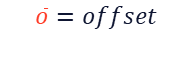 ō = offset